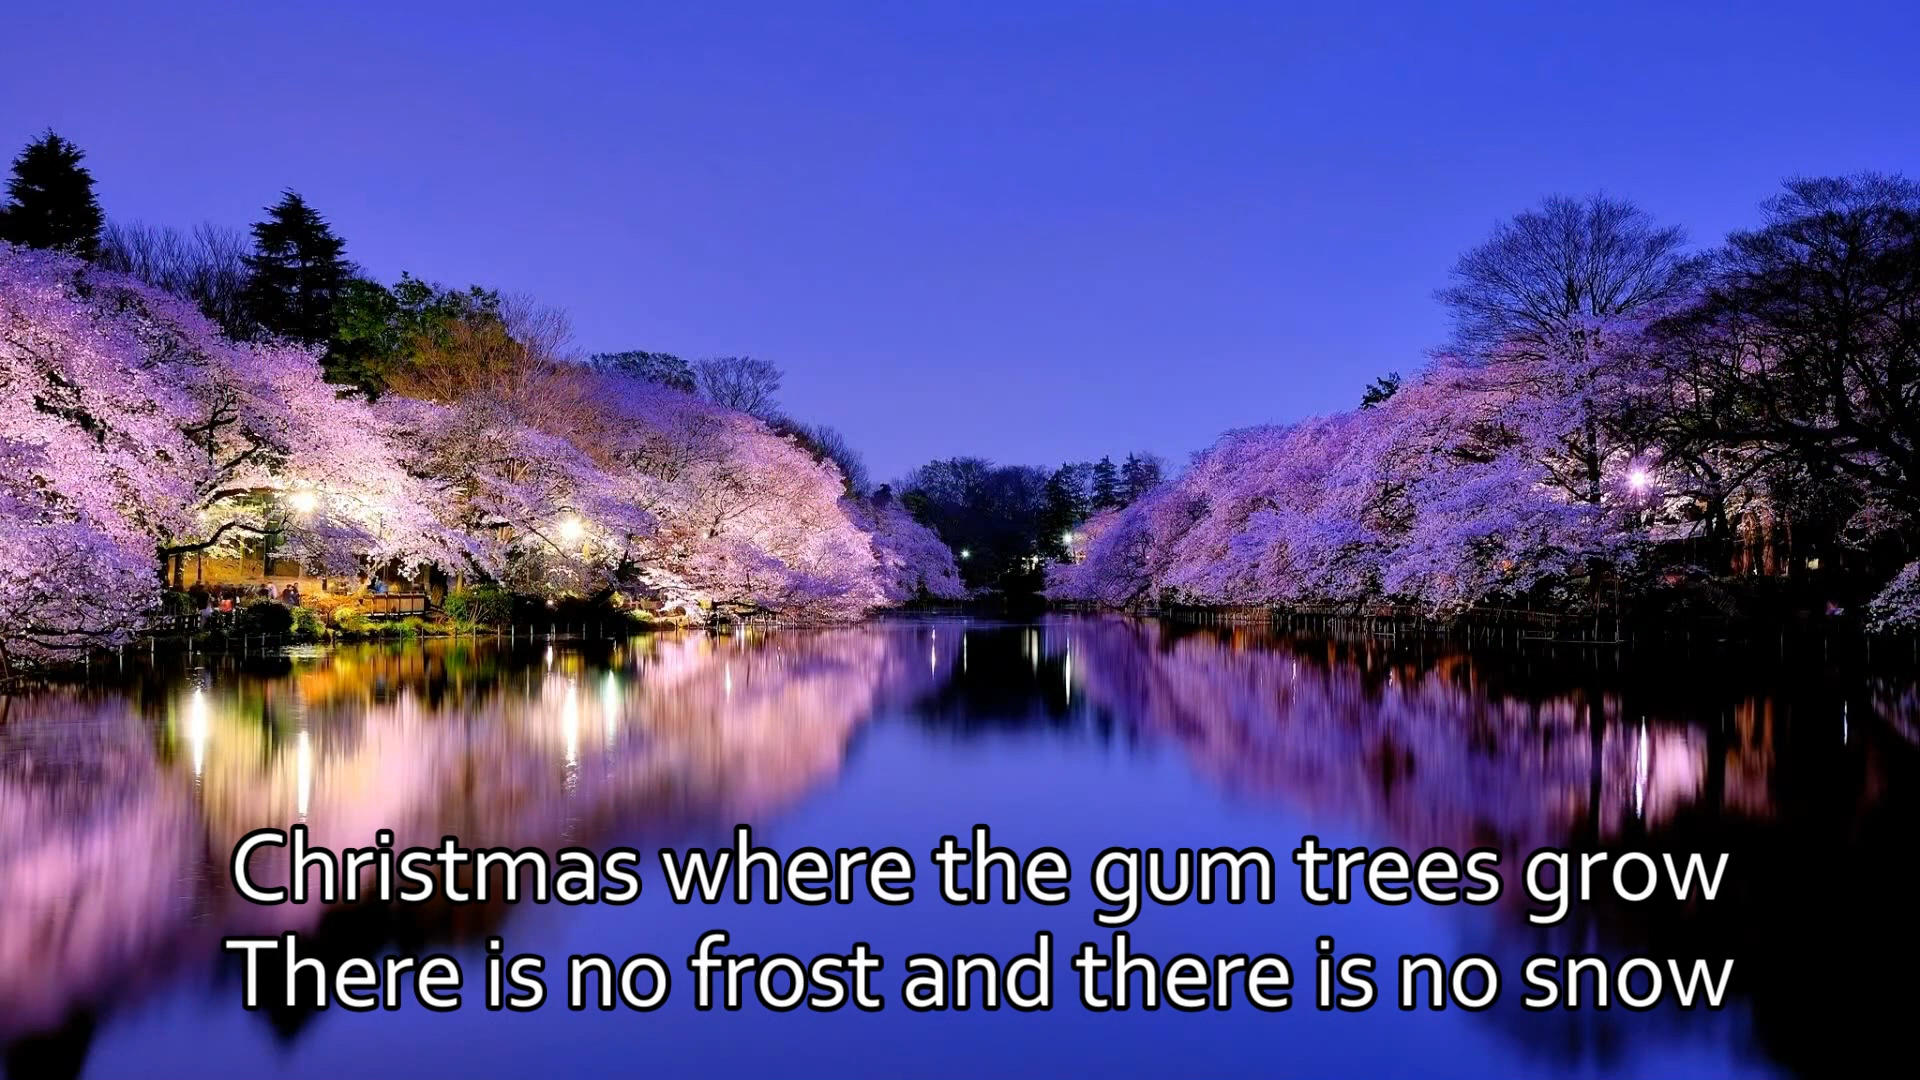 Christmas where the gum trees grow
There is no frost and there is no snow